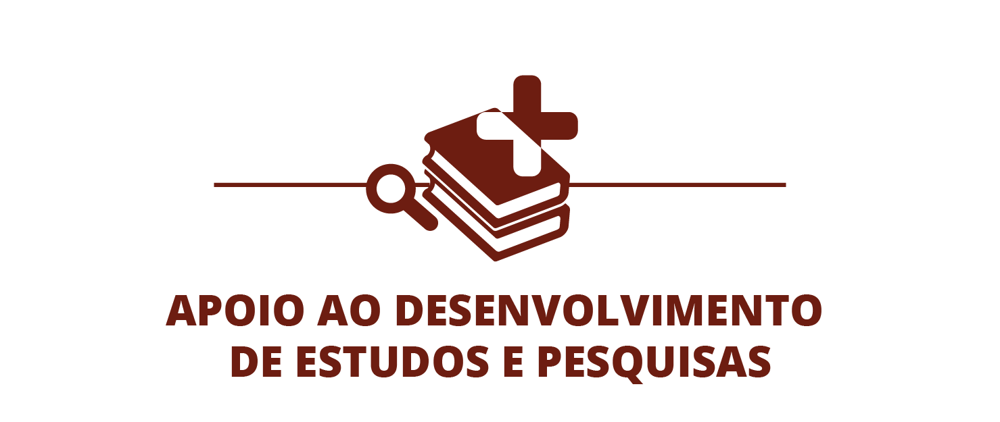 APOIO AO DESENVOLVIMENTO
DE ESTUDOS E PESQUISAS